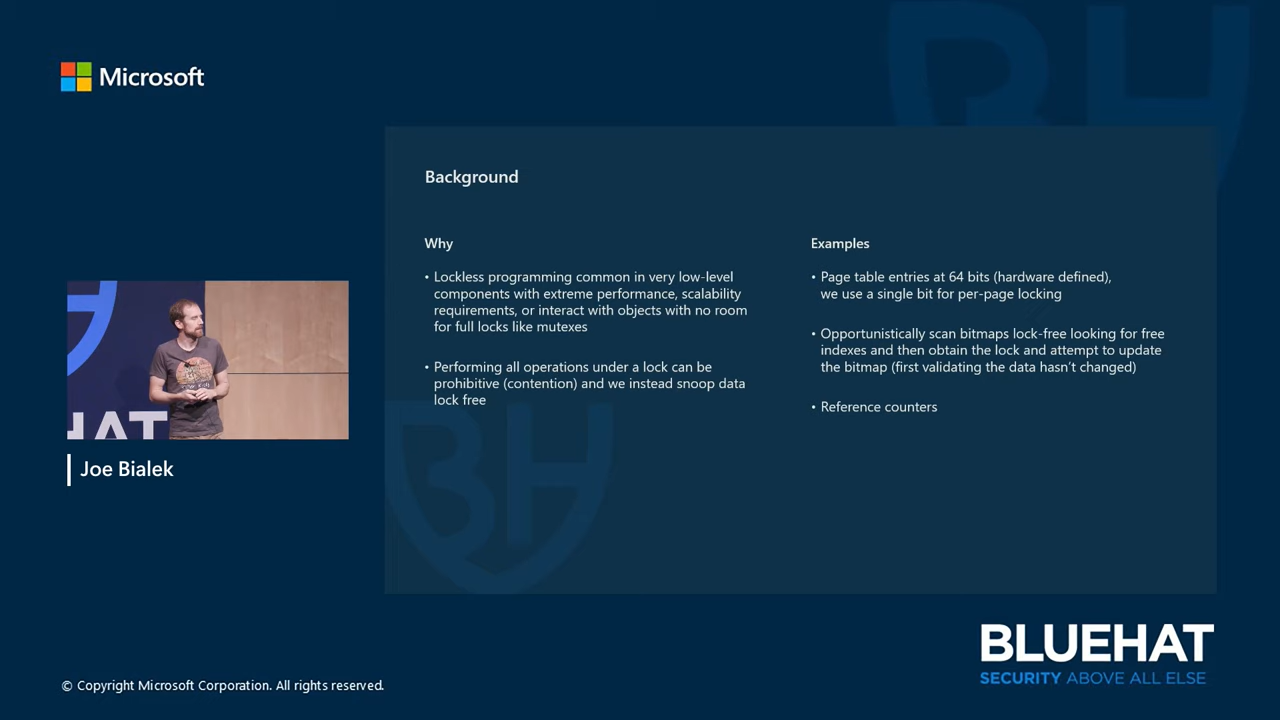 Microsoft
Background
Why
• Lockless programming common in very low-level
components with extreme performance, scalability
requirements, or interact with objects with no room
for full locks like mutexes
• Performing all operations under a lock can be
prohibitive (contention) and we instead snoop data
lock free
Examples
• Page table entries at 64 bits (hardware defined),
we use a single bit for per-page locking
• Opportunistically scan bitmaps lock-free looking for free
indexes and then obtain the lock and attempt to update
the bitmap (first validating the data hasn't changed)
• Reference counters
HAT
Joe Bialek
BH
BH
BLUEHAT
SECURITY ABOVE ALL ELSE
© Copyright Microsoft Corporation. All rights reserved.